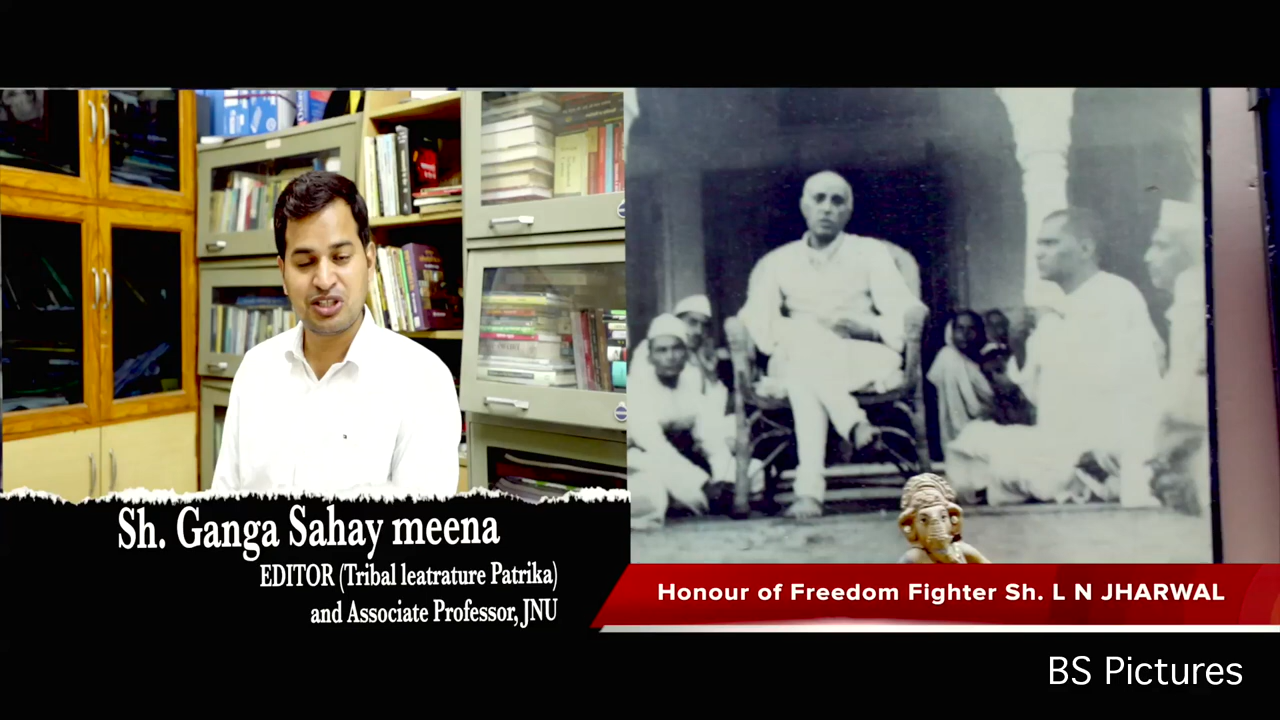 Sh. Ganga Sahay meena
EDITOR (Tribal leatrature Patrika)
and Associate Professor, JNU
Honour of Freedom Fighter Sh. L N JHARWAL
BS Pictures